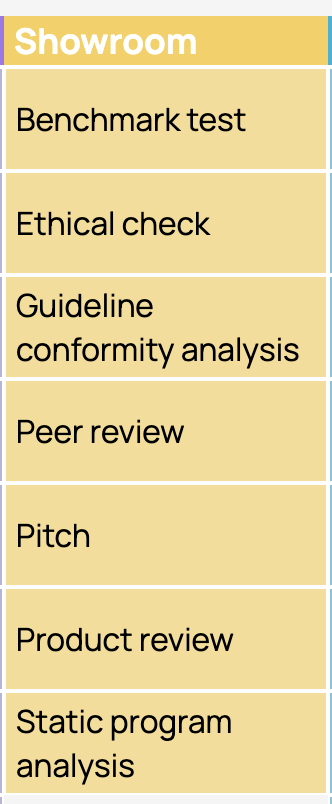 Showroom
Benchmark test
Ethical check
Guideline
conformity analysis
Peer review
Pitch
Product review
Static program
analysis